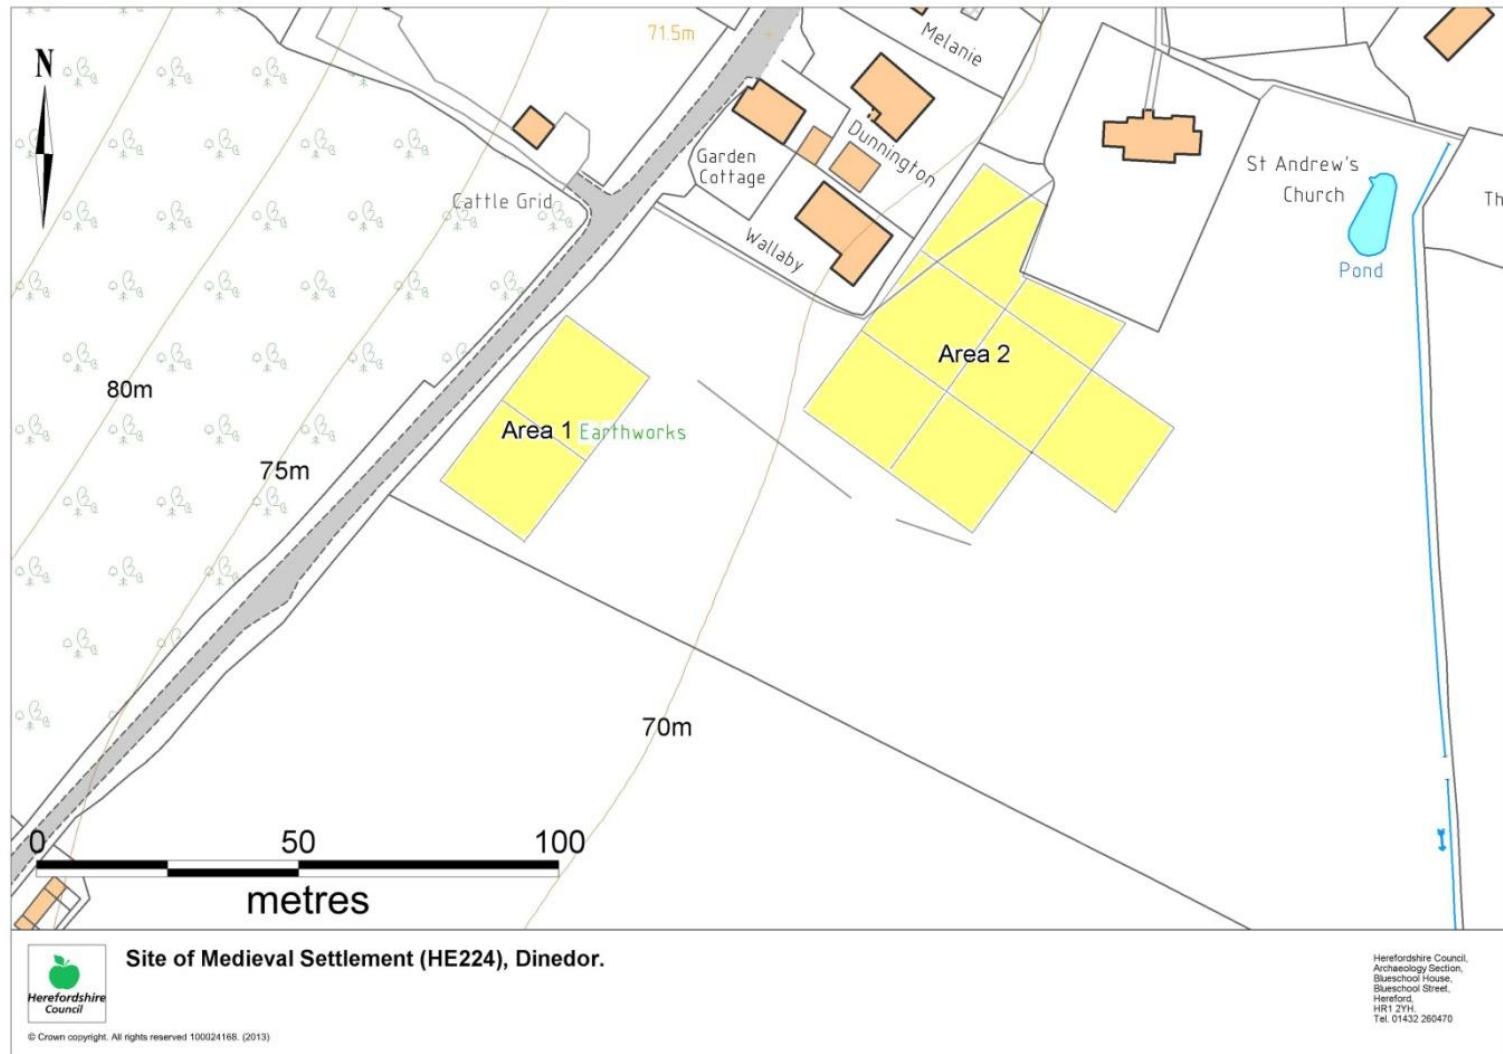 N
71.5m
Melanie
Dunnington
Garden
Cottage
Cattle Grid
Wallaby
St Andrew's
Church
Th
Pond
Area 2
80m
Area 1 Earthworks
75m
70m
0 50 100
metres
Site of Medieval Settlement (HE224), Dinedor.
Herefordshire
Council
© Crown copyright. All rights reserved 100024168. (2013)
Herefordshire Council,
Archaeology Section,
Blueschool House,
Blueschool Street,
Hereford,
HR1 2YH.
Tel. 01432 260470